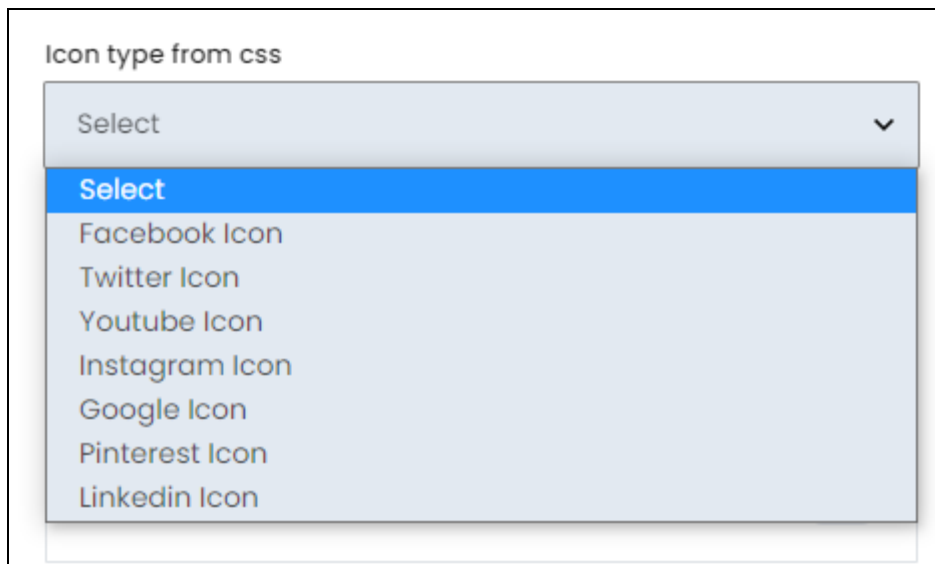 Icon type from css
Select
Select
Facebook Icon
Twitter Icon
Youtube Icon
Instagram Icon
Google Icon
Pinterest Icon
Linkedin Icon